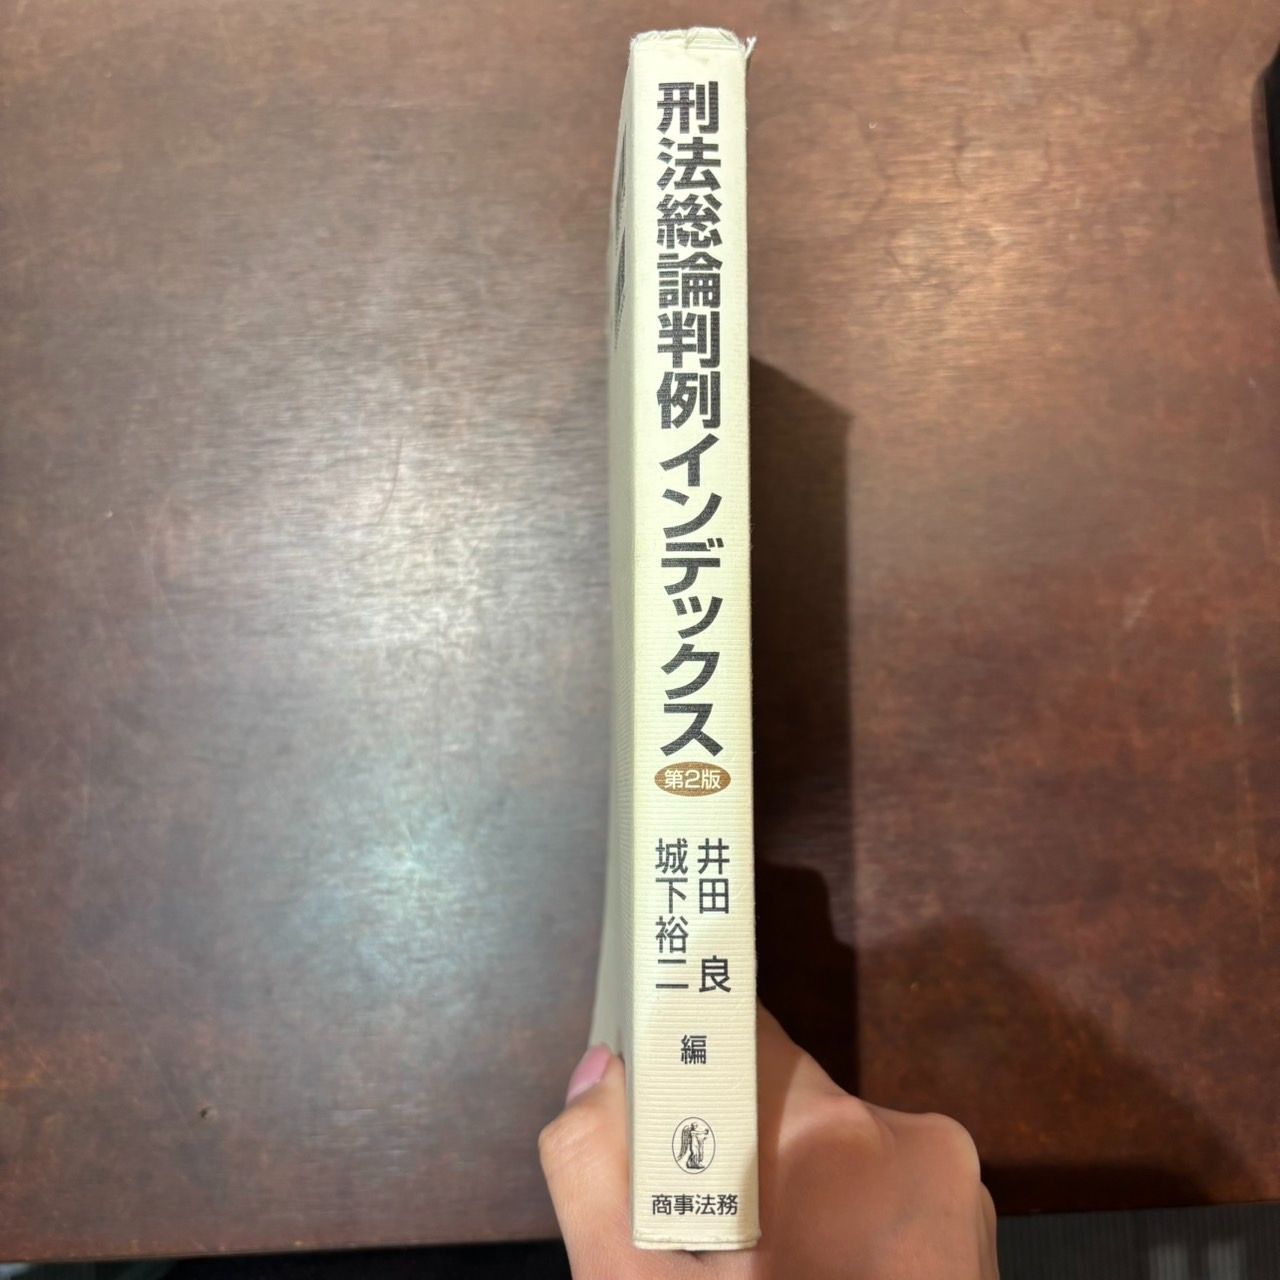 刑法総論判例インデックス
第2版
井田 良
城下裕二
編
商事法務